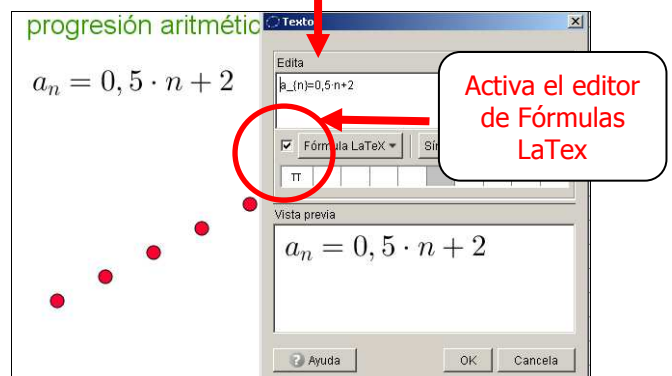 progresión aritmétic
a_n = 0,5 · n + 2
Texto
Edita
a_(n)=0,5·n+2
Fórmula LaTeX
Sím
π
Vista previa
a_n = 0,5 · n + 2
Ayuda
OK
Cancela
Activa el editor
de Fórmulas
LaTex